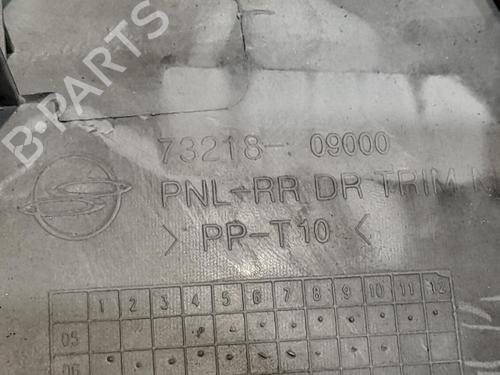 B-PARTS
73218- 09000
PNL-RR DR TRIM
> PP-T10 <
1 2 3 4 5 6 7 8 9 10 11 12
05
06